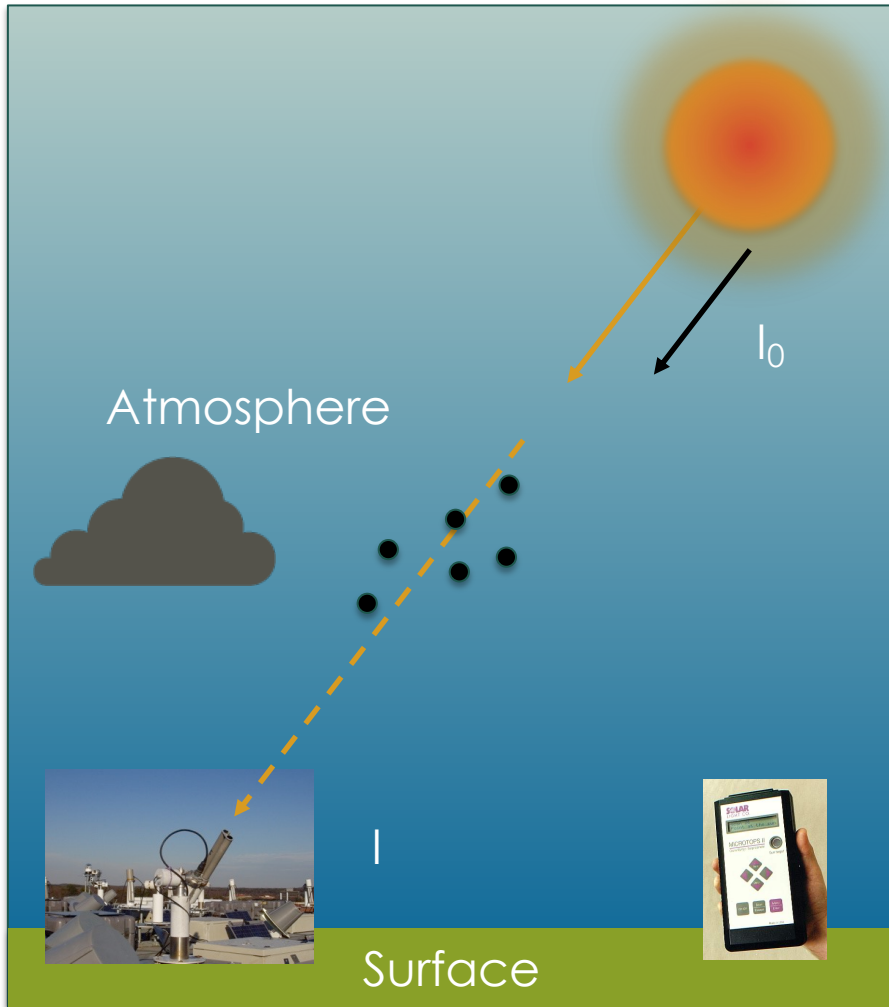 I₀
Atmosphere
SOLAR
MICROTOPS II
I
Surface